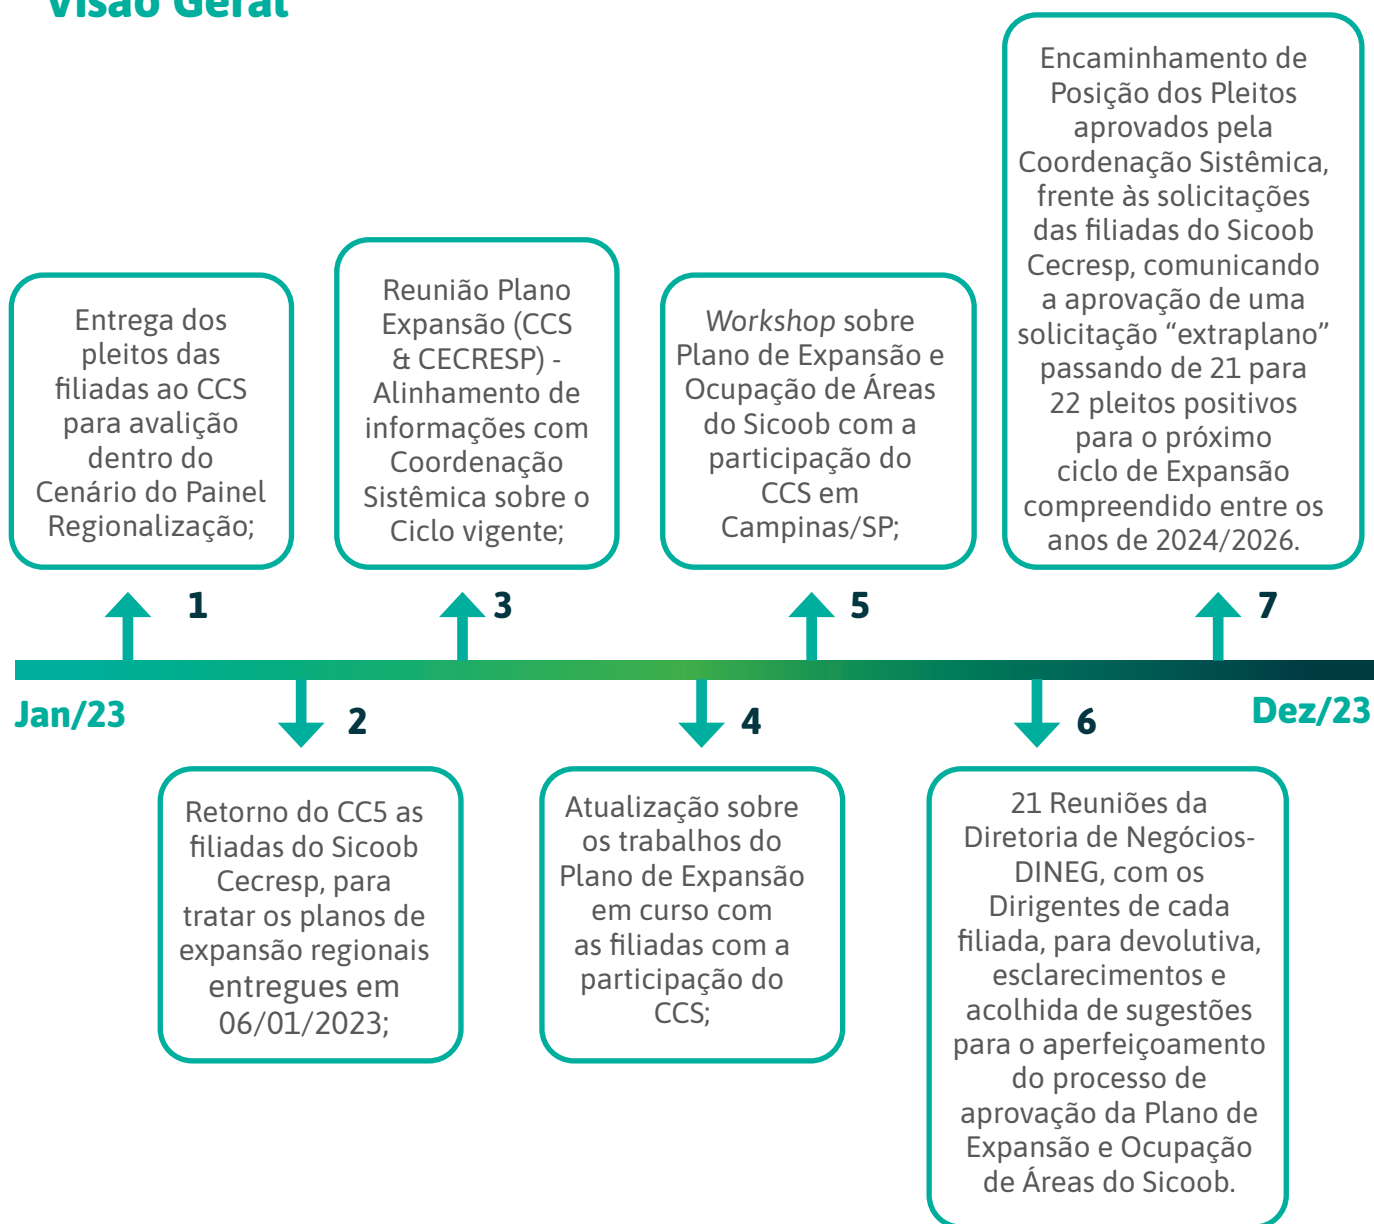 Visão Geral
Entrega dos
pleitos das
filiadas ao CCS
para avalição
dentro do
Cenário do Painel
Regionalização;
1
Jan/23
Retorno do CC5 as
filiadas do Sicoob
Cecresp, para
tratar os planos de
expansão regionais
entregues em
06/01/2023;
2
Reunião Plano
Expansão (CCS
& CECRESP) -
Alinhamento de
informações com
Coordenação
Sistêmica sobre o
Ciclo vigente;
3
Atualização sobre
os trabalhos do
Plano de Expansão
em curso com
as filiadas com a
participação do
CCS;
4
Workshop sobre
Plano de Expansão e
Ocupação de Áreas
do Sicoob com a
participação do
CCS em
Campinas/SP;
5
21 Reuniões da
Diretoria de Negócios-
DINEG, com os
Dirigentes de cada
filiada, para devolutiva,
esclarecimentos e
acolhida de sugestões
para o aperfeiçoamento
do processo de
aprovação da Plano de
Expansão e Ocupação
de Áreas do Sicoob.
6
Encaminhamento de
Posição dos Pleitos
aprovados pela
Coordenação Sistêmica,
frente às solicitações
das filiadas do Sicoob
Cecresp, comunicando
a aprovação de uma
solicitação “extraplano”
passando de 21 para
22 pleitos positivos
para o próximo
ciclo de Expansão
compreendido entre os
anos de 2024/2026.
7
Dez/23